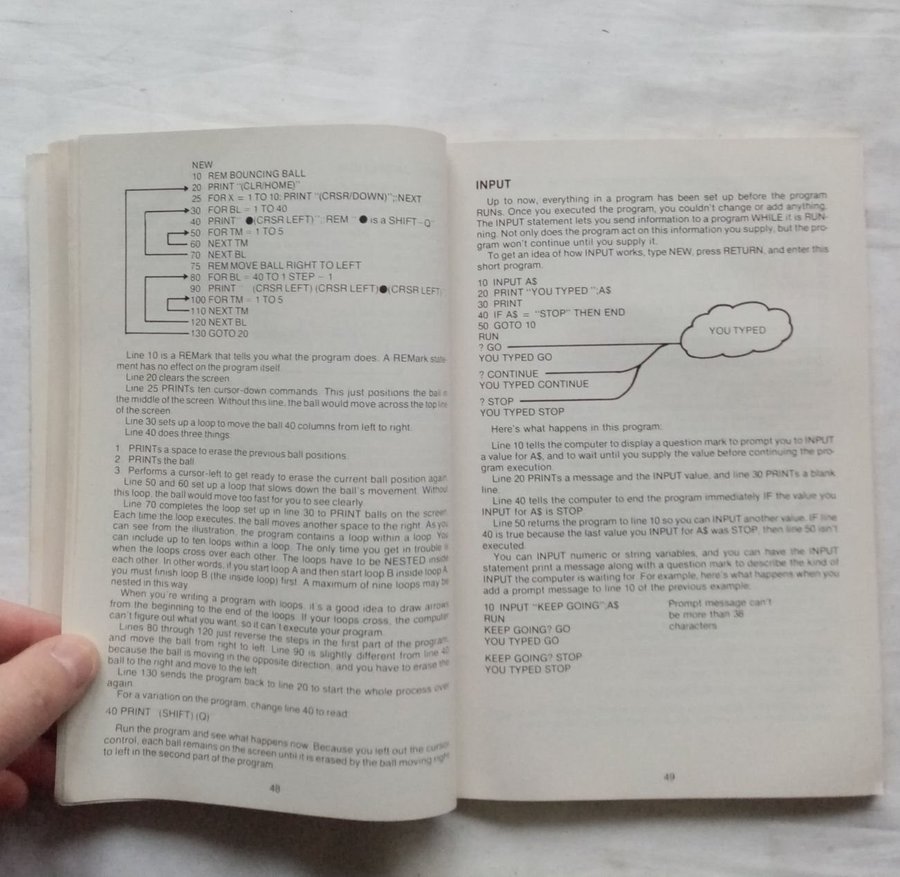 NEW
10 REM BOUNCING BALL
20 PRINT "(CLR/HOME)"
25 FOR X = 1 TO 10: PRINT "(CRSR/DOWN)";:NEXT
30 FOR BL = 1 TO 40
40 PRINT" ●(CRSR LEFT)";:REM "● is a SHIFT-Q"
50 FOR TM = 1 TO 5
60 NEXT TM
70 NEXT BL
75 REM MOVE BALL RIGHT TO LEFT
80 FOR BL = 40 TO 1 STEP – 1
90 PRINT" (CRSR LEFT) (CRSR LEFT)●(CRSR LEFT)";
100 FOR TM = 1 TO 5
110 NEXT TM
120 NEXT BL
130 GOTO 20
Line 10 is a REMark that tells you what the program does. A REMark state-
ment has no effect on the program itself.
Line 20 clears the screen.
Line 25 PRINTs ten cursor-down commands. This just positions the ball in
the middle of the screen. Without this line, the ball would move across the top line
of the screen.
Line 30 sets up a loop to move the ball 40 columns from left to right.
Line 40 does three things:
1. PRINTs a space to erase the previous ball positions.
2. PRINTs the ball.
3. Performs a cursor-left to get ready to erase the current ball position again.
Line 50 and 60 set up a loop that slows down the ball's movement. Without
this loop, the ball would move too fast for you to see clearly.
Line 70 completes the loop set up in line 30 to PRINT balls on the screen.
Each time the loop executes, the ball moves another space to the right. As you
can see from the illustration, the program contains a loop within a loop. You
can include up to ten loops within a loop. The only time you get in trouble is
when the loops cross over each other. The loops have to be NESTED inside
each other. In other words, if you start loop A and then start loop B inside loop A,
you must finish loop B (the inside loop) first. A maximum of nine loops may be
nested in this way.
When you're writing a program with loops, it's a good idea to draw arrows
from the beginning to the end of the loops. If your loops cross, the computer
can't figure out what you want, so it can't execute your program.
Lines 80 through 120 just reverse the steps in the first part of the program,
and move the ball from right to left. Line 90 is slightly different from line 40
because the ball is moving in the opposite direction, and you have to erase the
ball to the right and move to the left.
Line 130 sends the program back to line 20 to start the whole process over
again.
For a variation on the program, change line 40 to read:
40 PRINT" (SHIFT) (Q)
Run the program and see what happens now. Because you left out the cursor
control, each ball remains on the screen until it is erased by the ball moving right
to left in the second part of the program.
48
INPUT
Up to now, everything in a program has been set up before the program
RUNs. Once you executed the program, you couldn't change or add anything.
The INPUT statement lets you send information to a program WHILE it is RUN-
ning. Not only does the program act on this information you supply, but the pro-
gram won't continue until you supply it.
To get an idea of how INPUT works, type NEW, press RETURN, and enter this
short program.
10 INPUT A$
20 PRINT "YOU TYPED ";A$
30 PRINT
40 IF A$ = "STOP" THEN END
50 GOTO 10
RUN
? GO
YOU TYPED GO
? CONTINUE
YOU TYPED CONTINUE
? STOP
YOU TYPED STOP
YOU TYPED
Here's what happens in this program:
Line 10 tells the computer to display a question mark to prompt you to INPUT
a value for A$, and to wait until you supply the value before continuing the pro-
gram execution.
Line 20 PRINTs a message and the INPUT value, and line 30 PRINTs a blank
line.
Line 40 tells the computer to end the program immediately IF the value you
INPUT for A$ is STOP.
Line 50 returns the program to line 10 so you can INPUT another value. IF line
40 is true because the last value you INPUT for A$ was STOP, then line 50 isn't
executed.
You can INPUT numeric or string variables, and you can have the INPUT
statement print a message along with a question mark to describe the kind of
INPUT the computer is waiting for. For example, here's what happens when you
add a prompt message to line 10 of the previous example:
10 INPUT "KEEP GOING";A$
RUN
KEEP GOING? GO
YOU TYPED GO
KEEP GOING? STOP
YOU TYPED STOP
Prompt message can't
be more than 38
characters
49